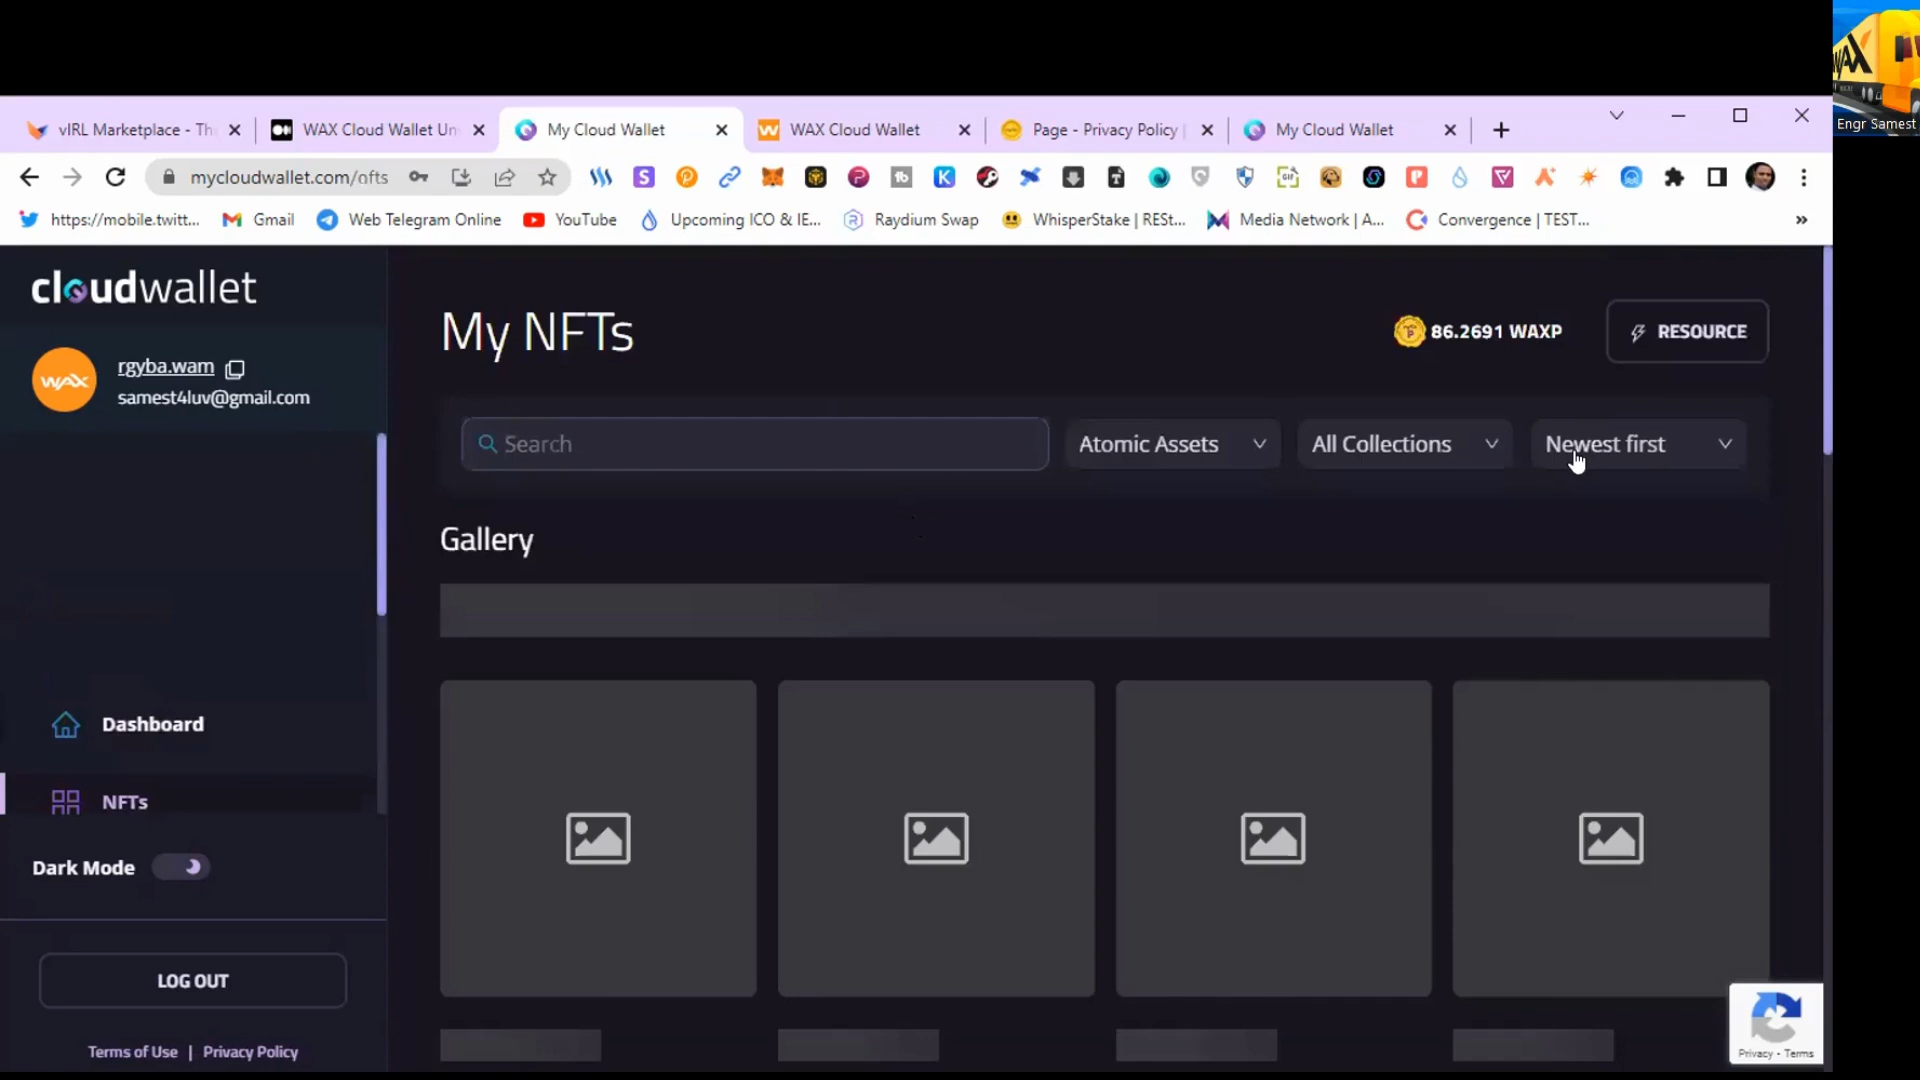 WAX
Engr Samest
vIRL Marketplace - Th
WAX Cloud Wallet Un
My Cloud Wallet
WAX Cloud Wallet
Page - Privacy Policy
My Cloud Wallet
mycloudwallet.com/nfts
https://mobile.twitt...
Gmail
Web Telegram Online
YouTube
Upcoming ICO & IE...
Raydium Swap
WhisperStake | RESt...
Media Network | A...
Convergence | TEST...
cloudwallet
WAX
rgyba.wam
samest4luv@gmail.com
My NFTs
86.2691 WAXP
RESOURCE
Search
Atomic Assets
All Collections
Newest first
Gallery
Dashboard
NFTs
Dark Mode
LOG OUT
Terms of Use | Privacy Policy
Privacy - Terms